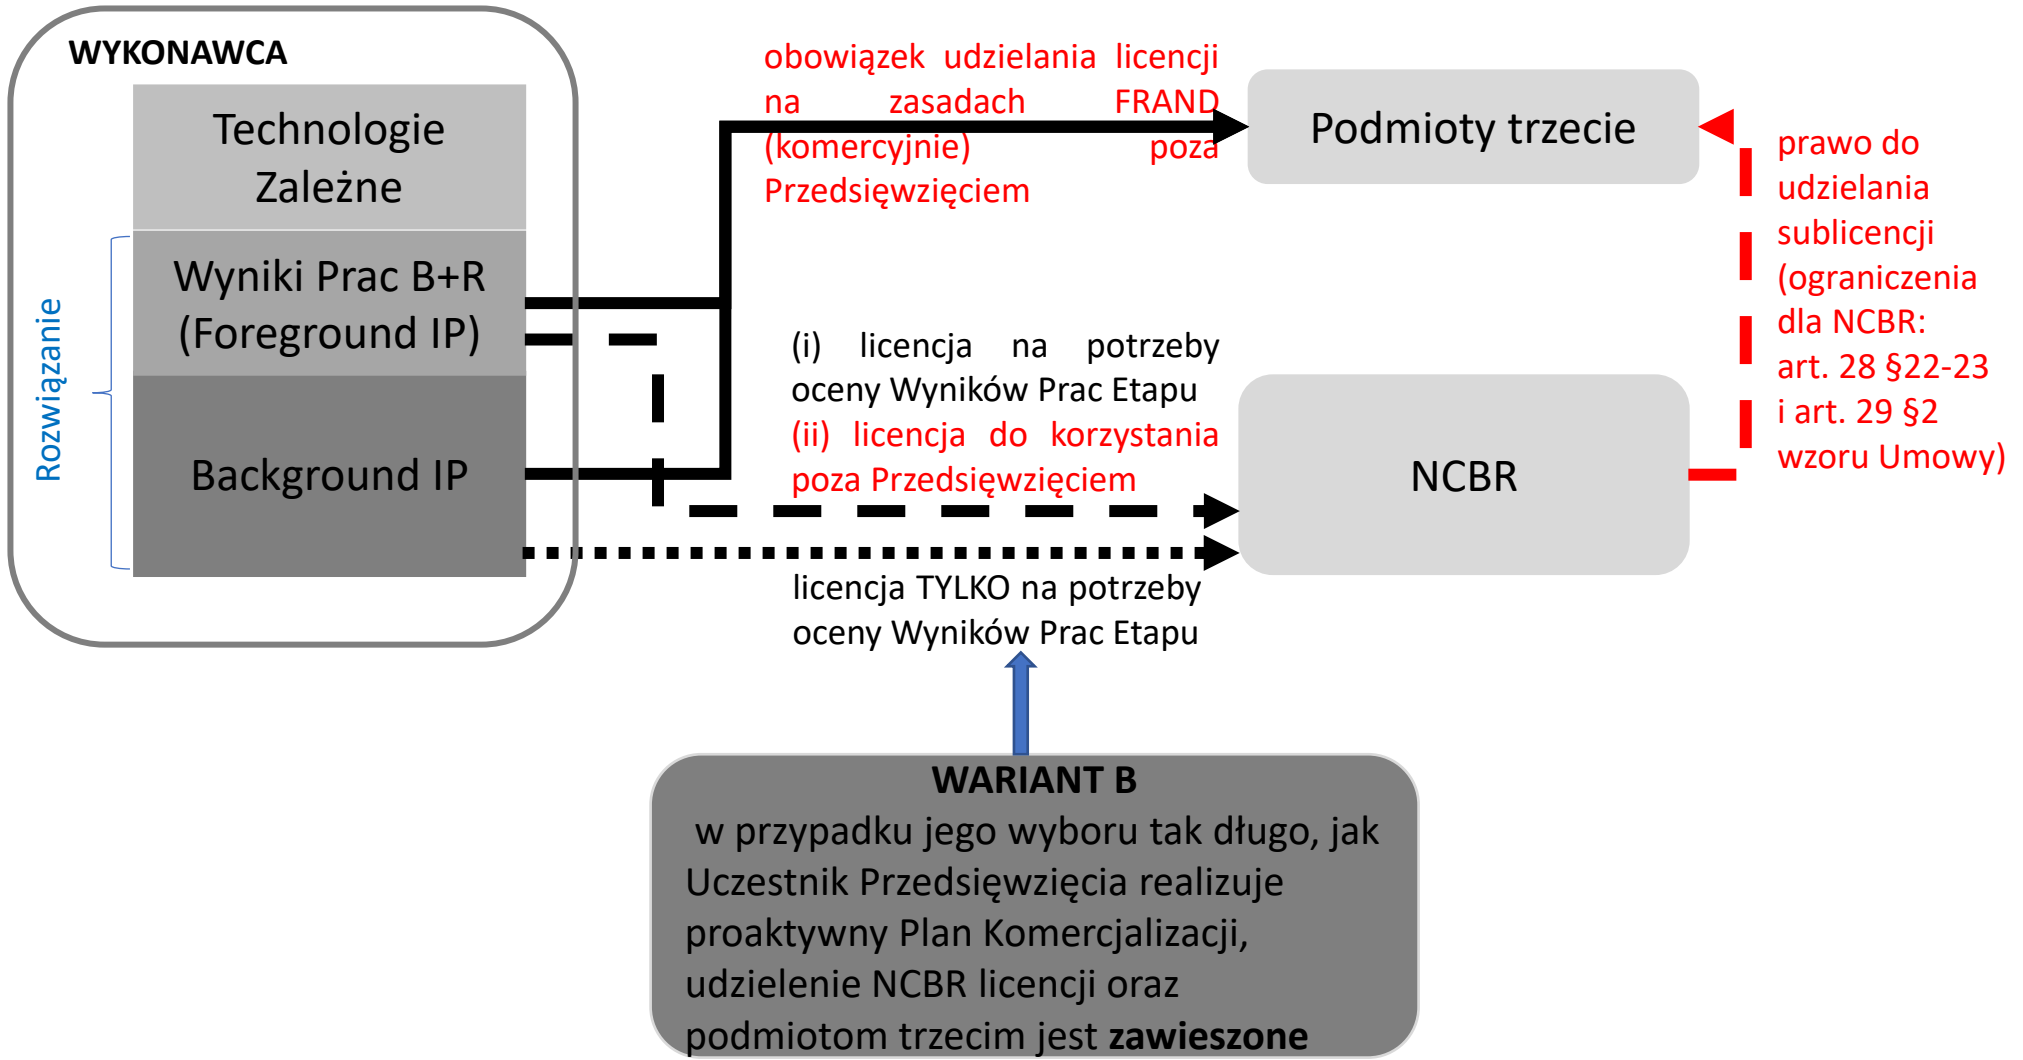 WYKONAWCA
Technologie
Zależne
Wyniki Prac B+R
(Foreground IP)
Background IP
Rozwiązanie
obowiązek udzielania licencji
na zasadach FRAND
(komercyjnie) poza
Przedsięwzięciem
Podmioty trzecie
prawo do
udzielania
sublicencji
(ograniczenia
dla NCBR:
art. 28 §22-23
i art. 29 §2
wzoru Umowy)
(i) licencja na potrzeby
oceny Wyników Prac Etapu
(ii) licencja do korzystania
poza Przedsięwzięciem
NCBR
licencja TYLKO na potrzeby
oceny Wyników Prac Etapu
WARIANT B
w przypadku jego wyboru tak długo, jak
Uczestnik Przedsięwzięcia realizuje
proaktywny Plan Komercjalizacji,
udzielenie NCBR licencji oraz
podmiotom trzecim jest zawieszone